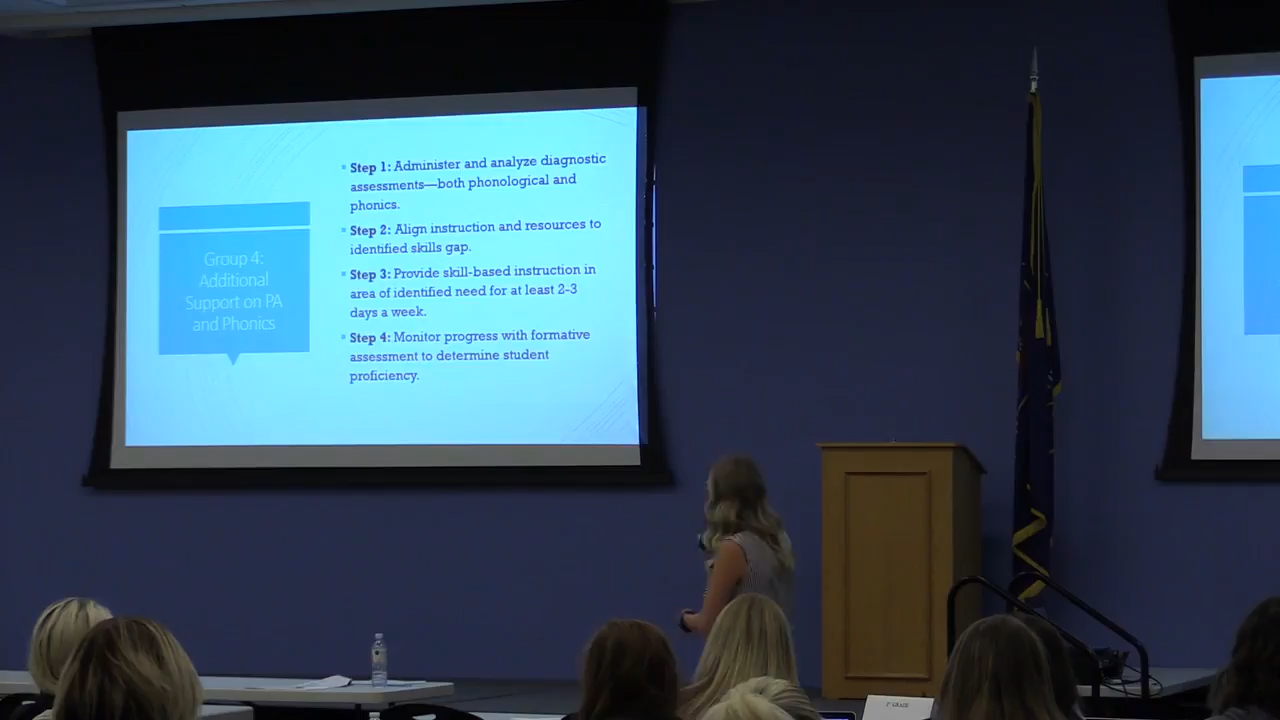 Group 4:
Additional
Support on PA
and Phonics
Step 1: Administer and analyze diagnostic
assessments—both phonological and
phonics.
Step 2: Align instruction and resources to
identified skills gap.
Step 3: Provide skill-based instruction in
area of identified need for at least 2-3
days a week.
Step 4: Monitor progress with formative
assessment to determine student
proficiency.